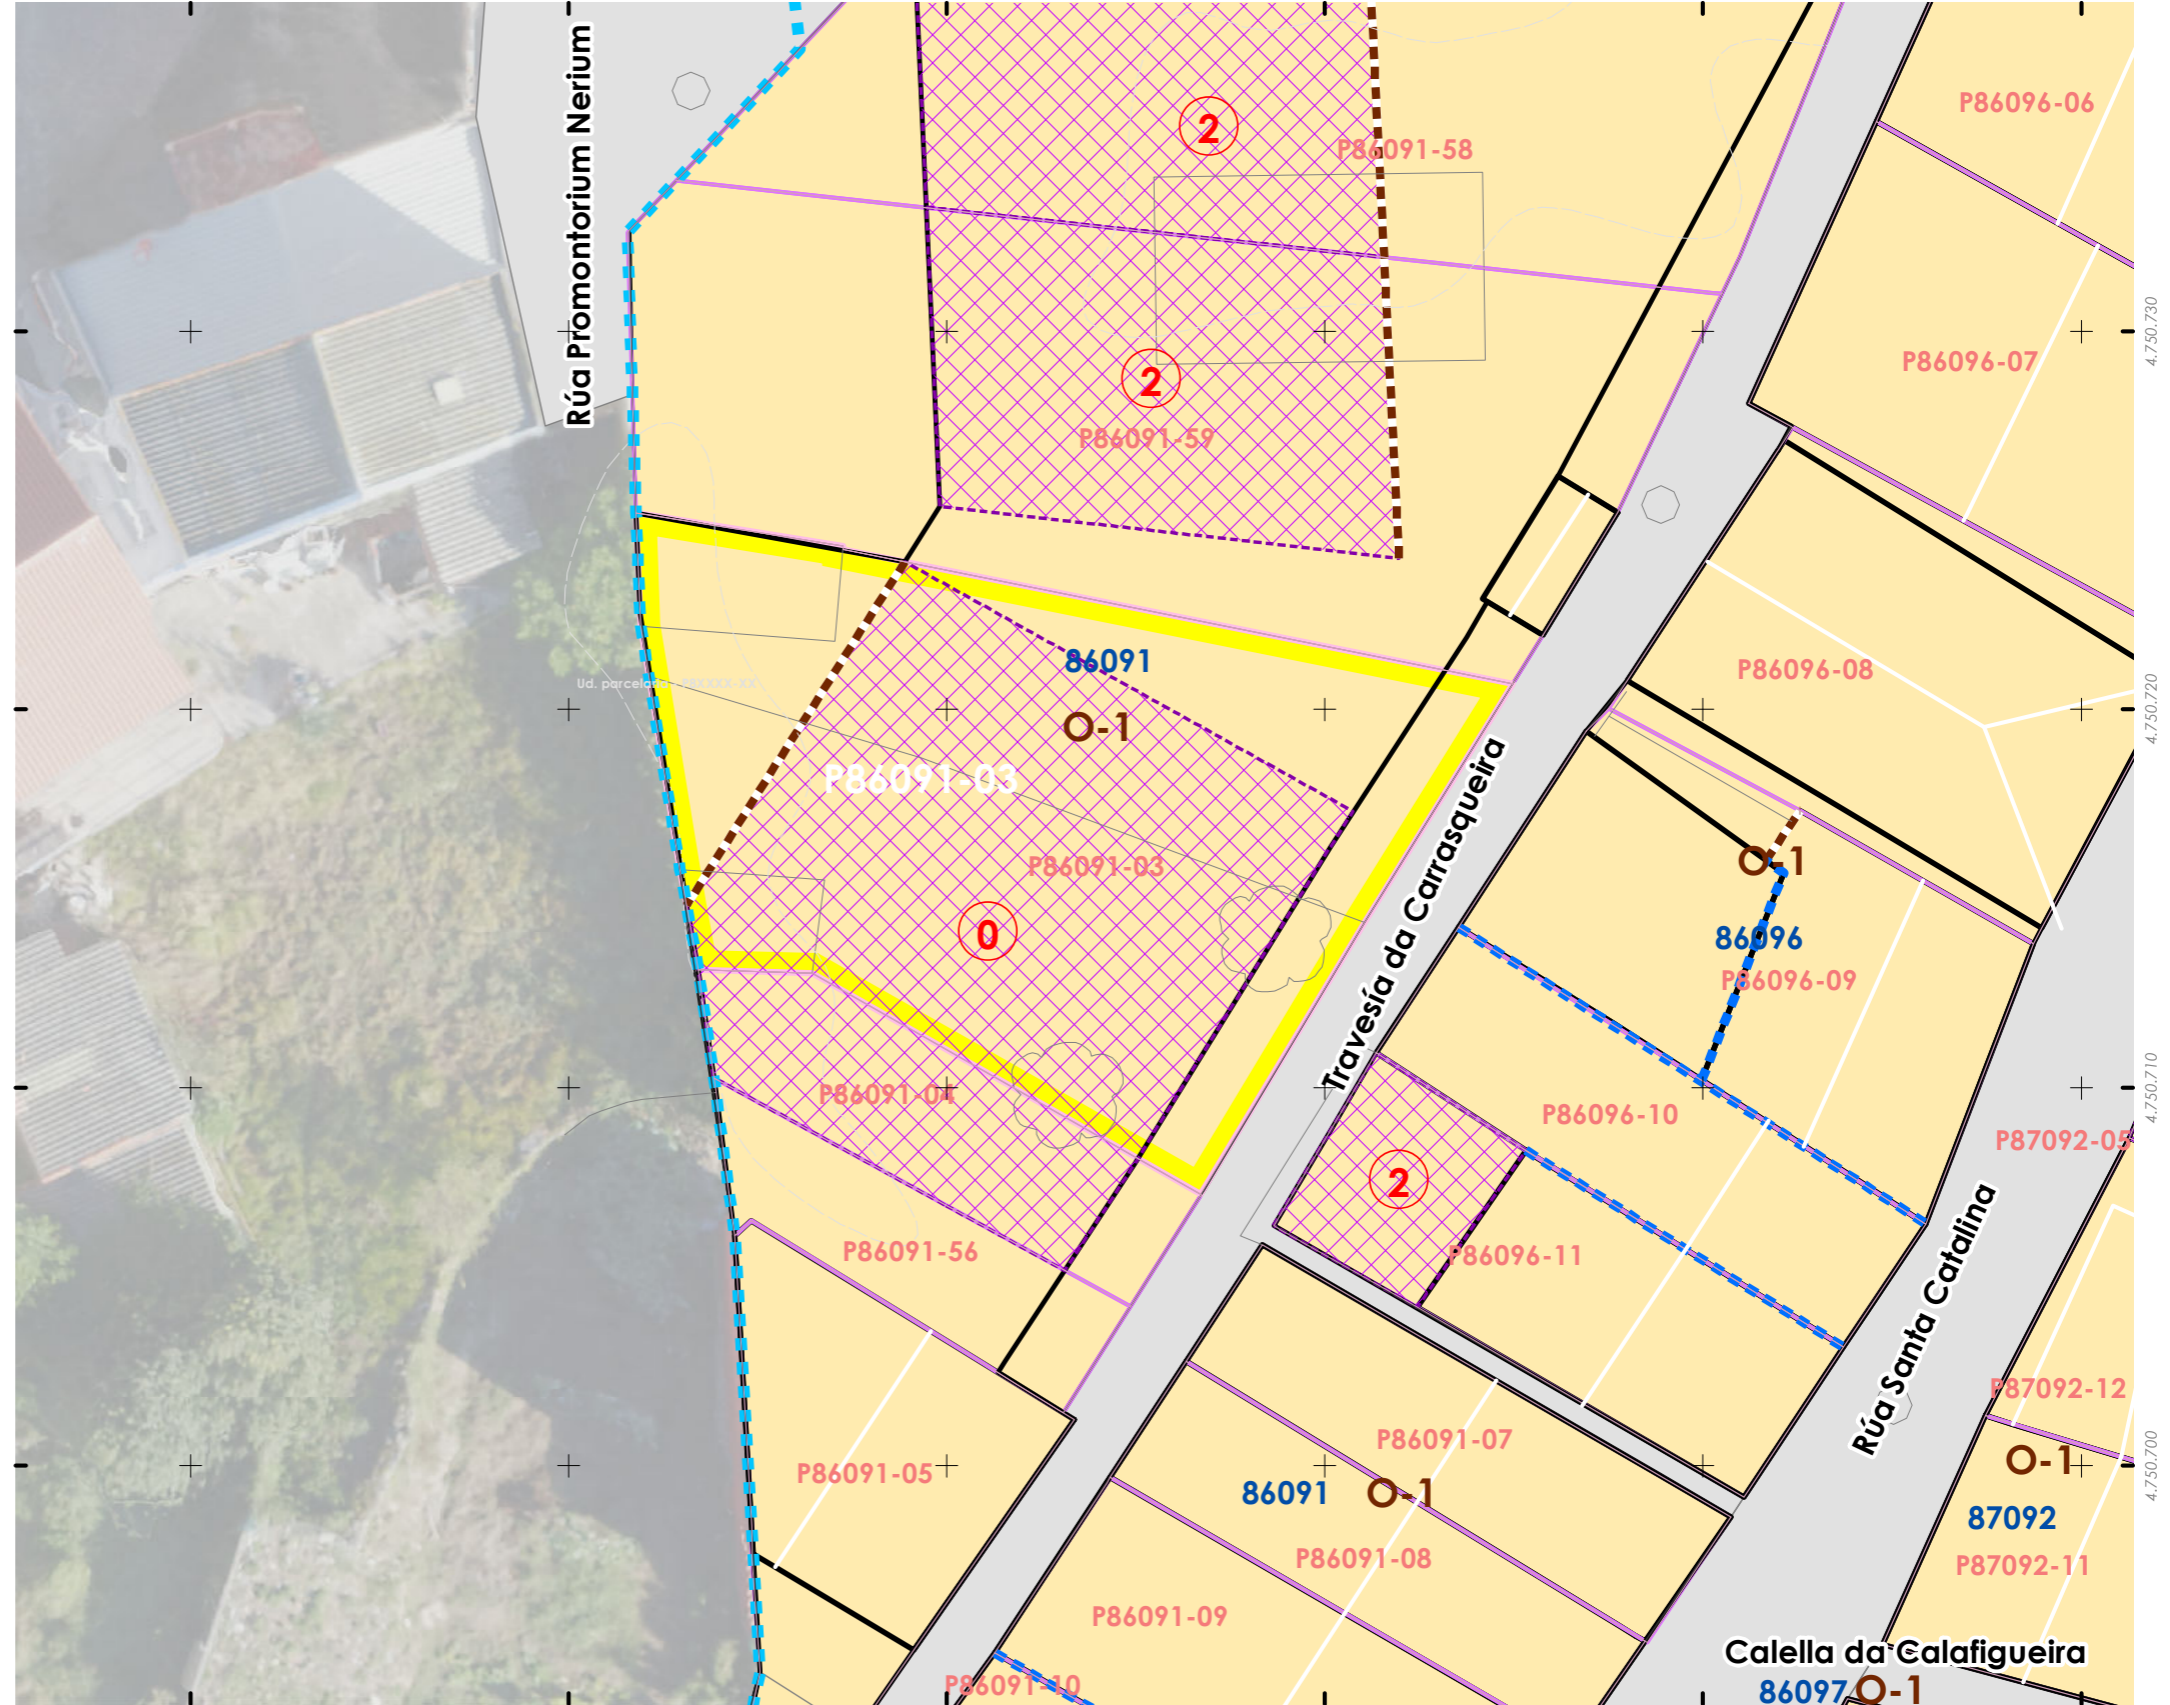 Rúa Promontorium Nerium
2
P86091-58
P86096-06
4.750.730
P86096-07
2
P86091-59
86091
P86096-08
4.750.720
O-1
P86091-03
P86091-03
Travesía da Carrasqueira
O-1
0
86096
P86096-09
P86091-04
P86096-10
4.750.710
P87092-05
2
P86091-56
P86096-11
Rúa Santa Catalina
P87092-12
P86091-07
P86091-05
O-1
4.750.700
86091
O-1
87092
P86091-08
P87092-11
P86091-09
Calella da Calafigueira
P86091-10
86097
O-1